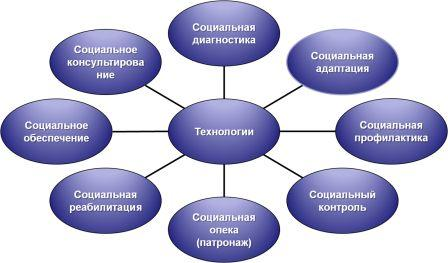 Социальная
диагностика
Социальное
консультирова
ние
Социальная
адаптация
Социальное
обеспечение
Технологии
Социальная
профилактика
Социальная
реабилитация
Социальный
контроль
Социальная
опека
(патронаж)